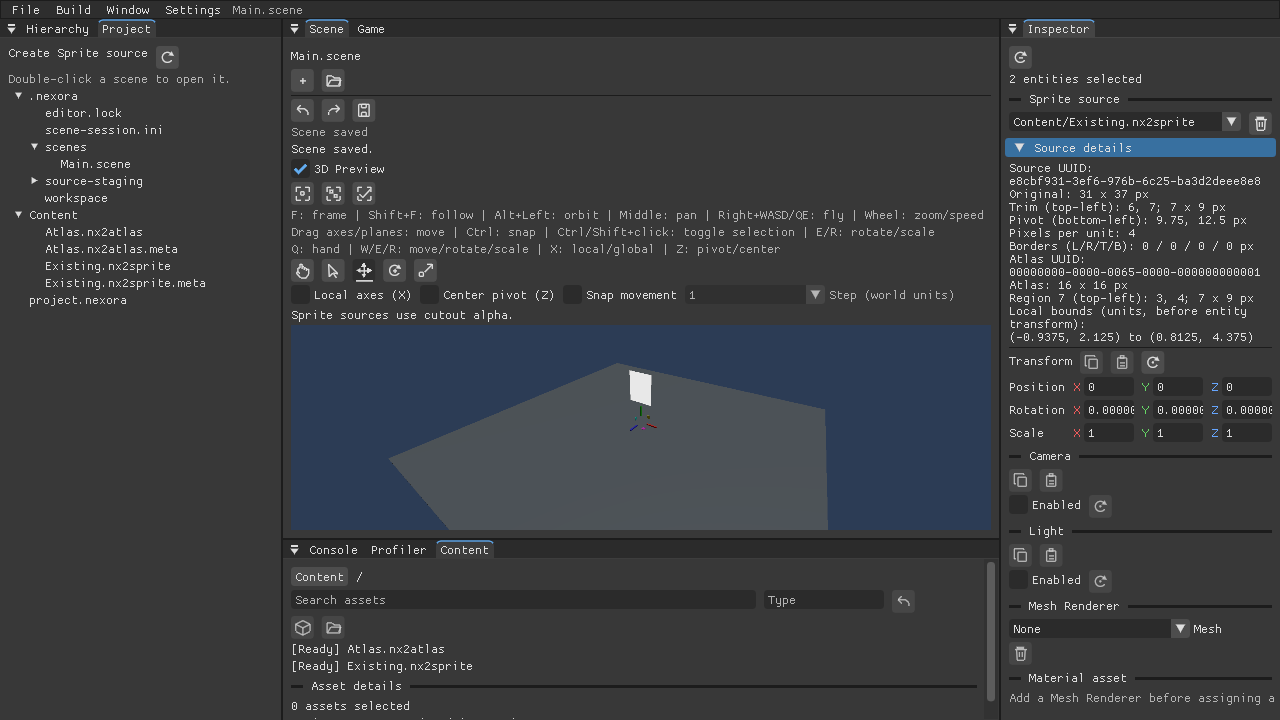 File Build Window Settings Main.scene
Hierarchy Project
Create Sprite source
Double-click a scene to open it.
.nexora
editor.lock
scene-session.ini
scenes
Main.scene
source-staging
workspace
Content
Atlas.nx2atlas
Atlas.nx2atlas.meta
Existing.nx2sprite
Existing.nx2sprite.meta
project.nexora
Scene Game
Main.scene
Scene saved
Scene saved.
3D Preview
F: frame | Shift+F: follow | Alt+Left: orbit | Middle: pan | Right+WASD/QE: fly | Wheel: zoom/speed
Drag axes/planes: move | Ctrl: snap | Ctrl/Shift+click: toggle selection | E/R: rotate/scale
Q: hand | W/E/R: move/rotate/scale | X: local/global | Z: pivot/center
Local axes (X) Center pivot (Z) Snap movement 1 Step (world units)
Sprite sources use cutout alpha.
Console Profiler Content
Content /
Search assets Type
[Ready] Atlas.nx2atlas
[Ready] Existing.nx2sprite
Asset details
0 assets selected
Inspector
2 entities selected
Sprite source
Content/Existing.nx2sprite
Source details
Source UUID:
e8cbf931-3ef6-976b-6c25-ba3d2deee8e8
Original: 31 x 37 px
Trim (top-left): 6, 7; 7 x 9 px
Pivot (bottom-left): 9.75, 12.5 px
Pixels per unit: 4
Borders (L/R/T/B): 0 / 0 / 0 / 0 px
Atlas UUID:
00000000-0000-0065-0000-000000000001
Atlas: 16 x 16 px
Region 7 (top-left): 3, 4; 7 x 9 px
Local bounds (units, before entity
transform):
(-0.9375, 2.125) to (0.8125, 4.375)
Transform
Position X 0 Y 0 Z 0
Rotation X 0.0000 Y 0.0000 Z 0.0000
Scale X 1 Y 1 Z 1
Camera
Enabled
Light
Enabled
Mesh Renderer
None Mesh
Material asset
Add a Mesh Renderer before assigning a